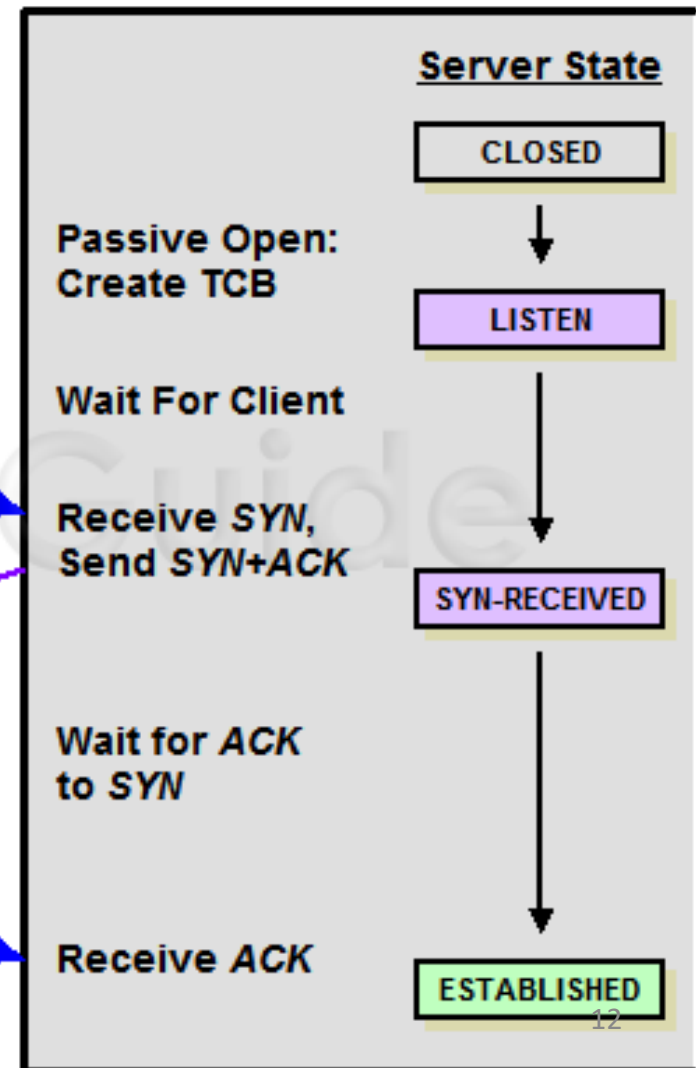 Server State
CLOSED
Passive Open:
Create TCB
LISTEN
Wait For Client
Guide
Receive SYN,
Send SYN+ACK
SYN-RECEIVED
Wait for ACK
to SYN
Receive ACK
ESTABLISHED
12